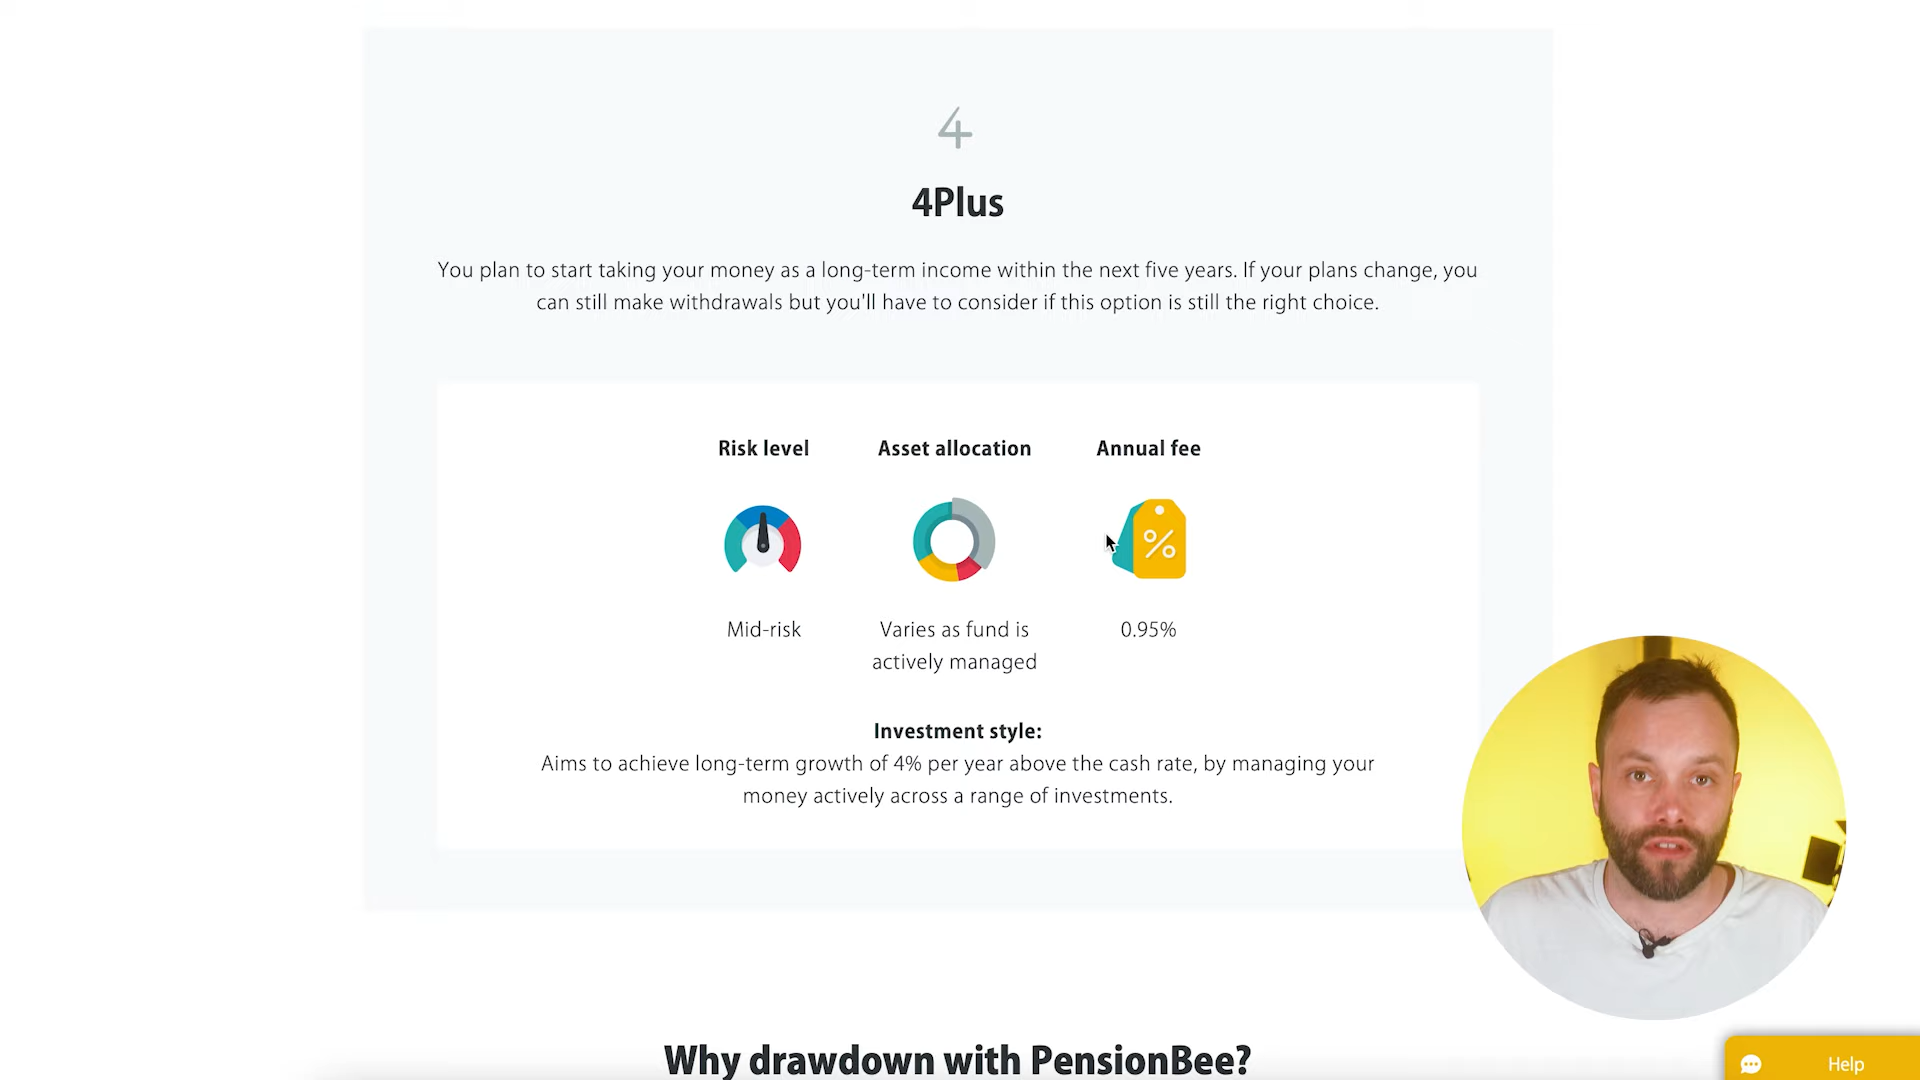 4
4Plus
You plan to start taking your money as a long-term income within the next five years. If your plans change, you
can still make withdrawals but you'll have to consider if this option is still the right choice.
Risk level
Asset allocation
Annual fee
%
Mid-risk
Varies as fund is
actively managed
0.95%
Investment style:
Aims to achieve long-term growth of 4% per year above the cash rate, by managing your
money actively across a range of investments.
Why drawdown with PensionBee?
Help